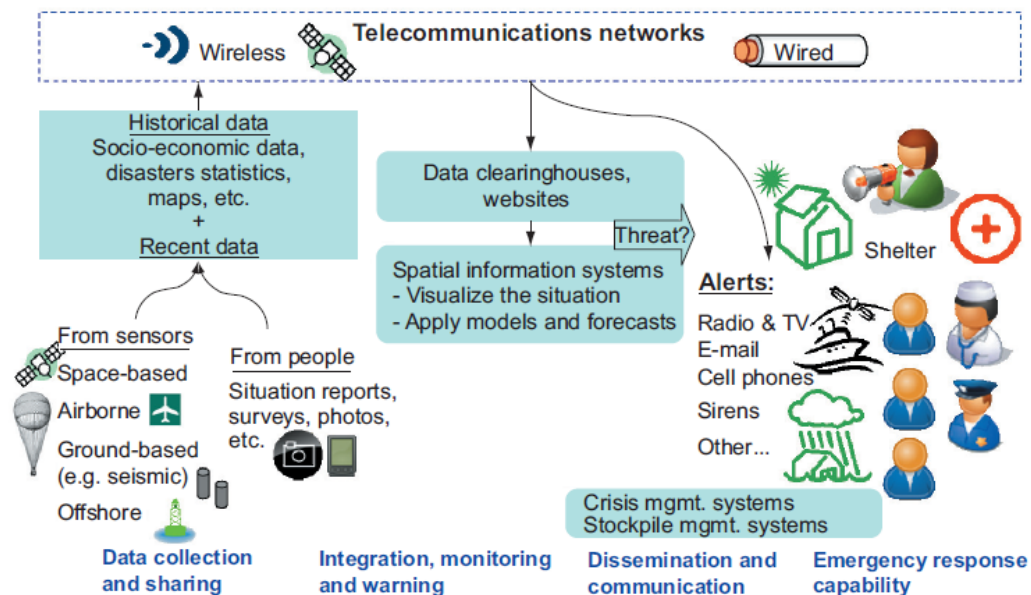 Telecommunications networks
Wireless
Wired
Historical data
Socio-economic data,
disasters statistics,
maps, etc.
+
Recent data
From sensors
Space-based
Airborne
Ground-based
(e.g. seismic)
Offshore
From people
Situation reports,
surveys, photos,
etc.
Data clearinghouses,
websites
Threat?
Spatial information systems
- Visualize the situation
- Apply models and forecasts
Shelter
Alerts:
Radio & TV
E-mail
Cell phones
Sirens
Other...
Crisis mgmt. systems
Stockpile mgmt. systems
Data collection
and sharing
Integration, monitoring
and warning
Dissemination and
communication
Emergency response
capability